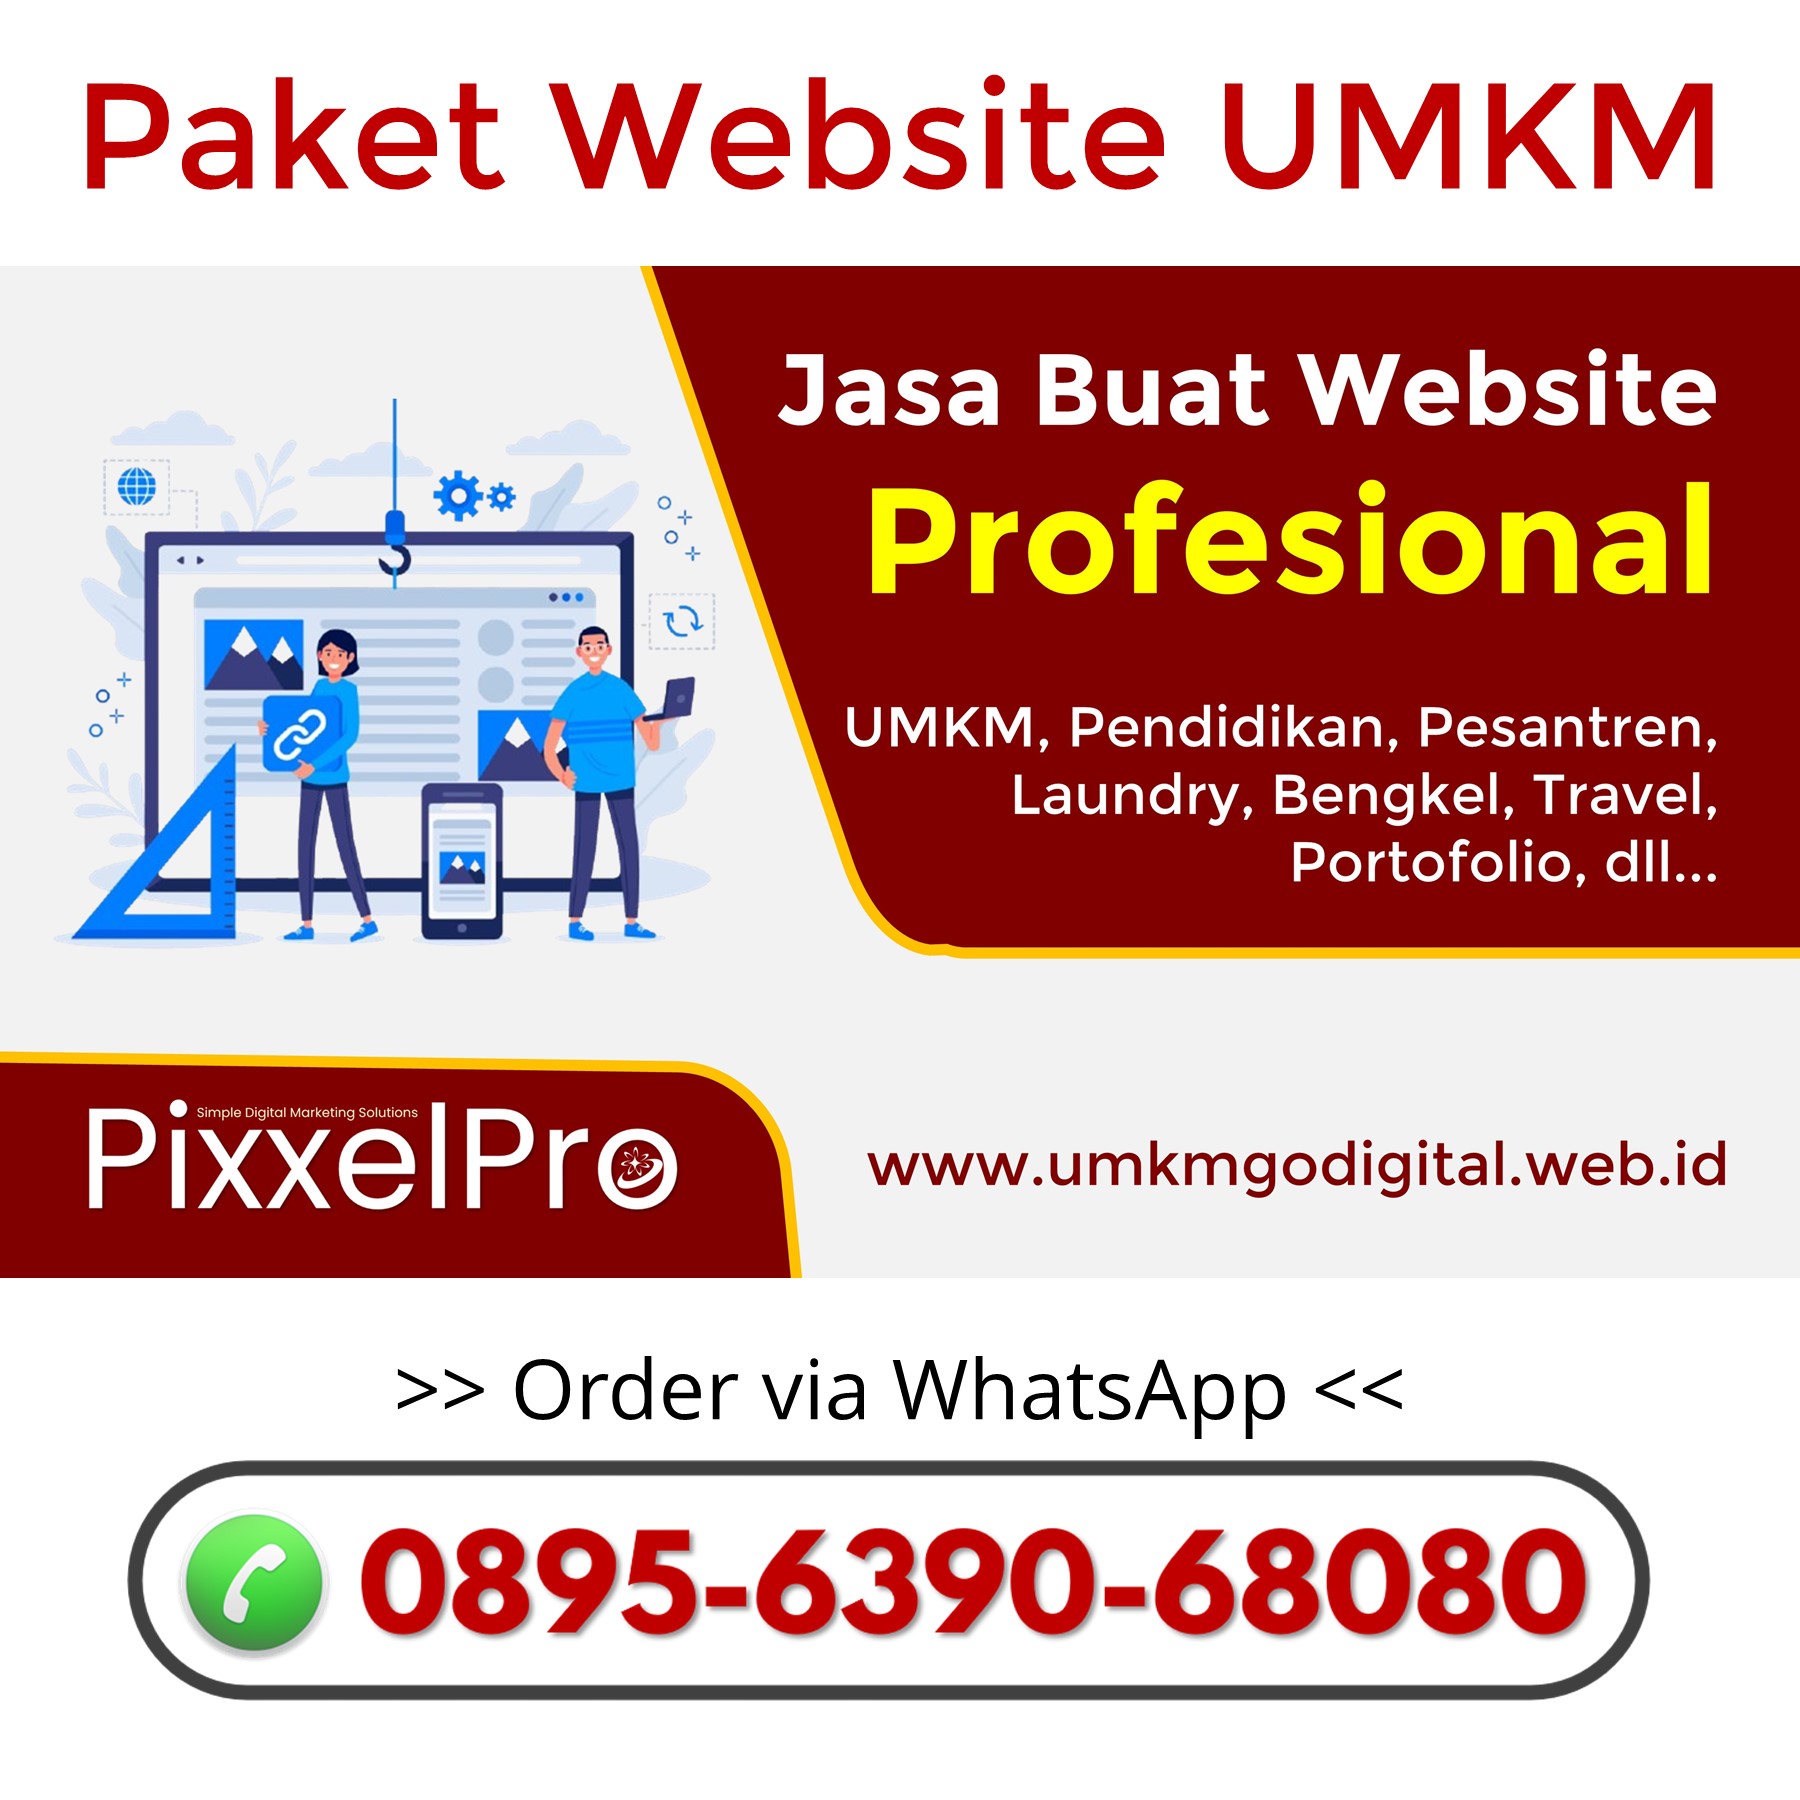 Paket Website UMKM
Jasa Buat Website
Profesional
UMKM, Pendidikan, Pesantren,
Laundry, Bengkel, Travel,
Portofolio, dll...
Simple Digital Marketing Solutions
PixxelPro
www.umkmgodigital.web.id
>> Order via WhatsApp <<
0895-6390-68080